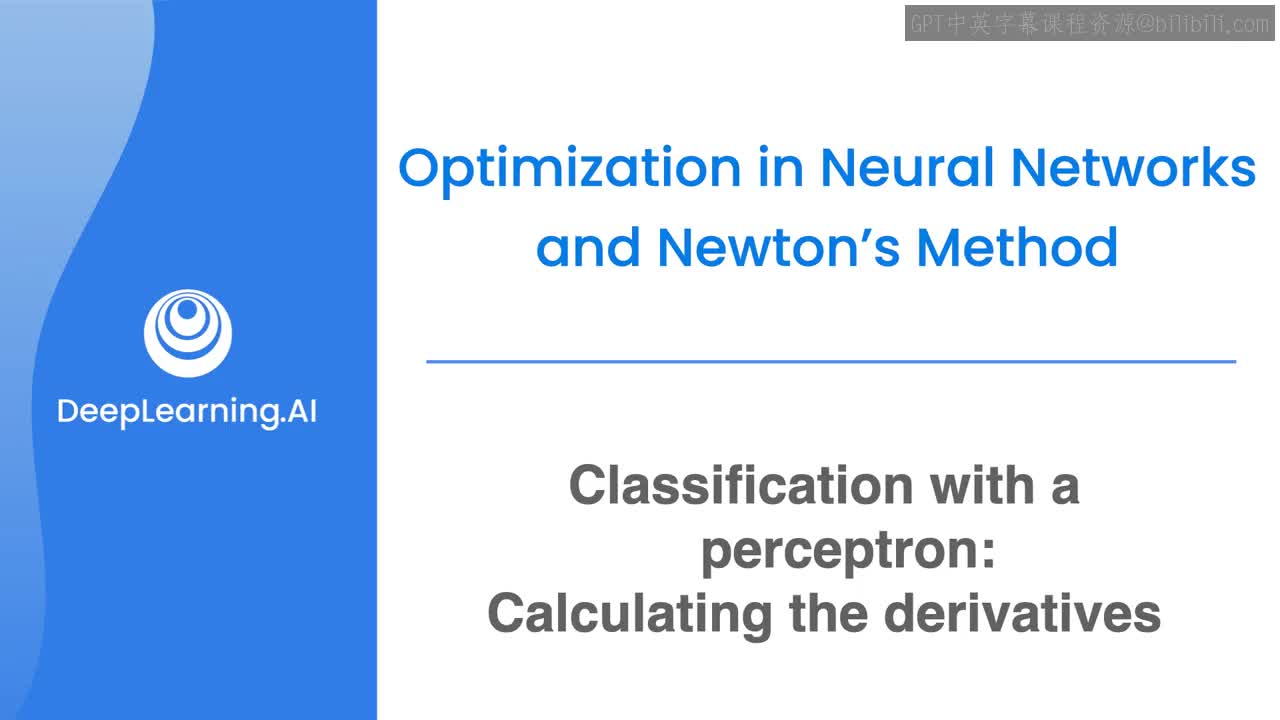 GPT中英字幕课程资源@bilibili.com
Optimization in Neural Networks
and Newton’s Method
DeepLearning.AI
Classification with a
perceptron:
Calculating the derivatives